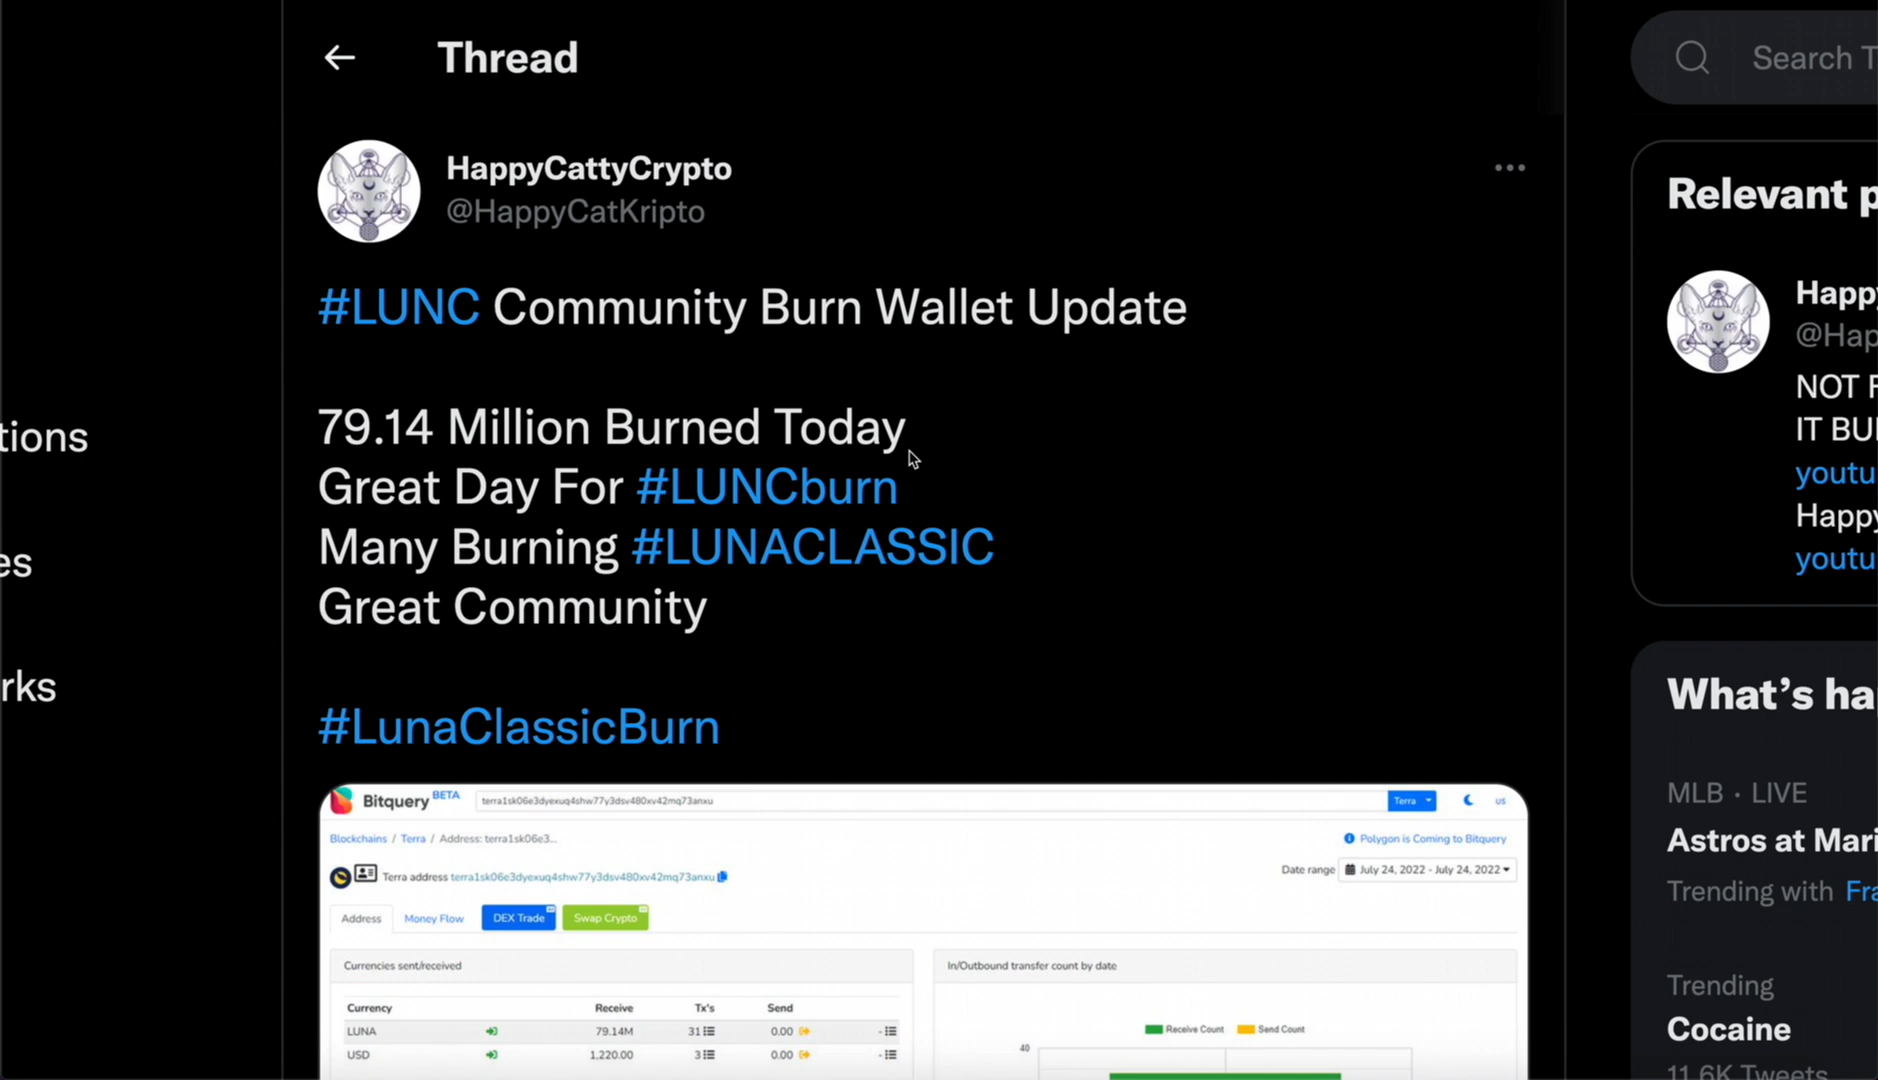 Thread
Search T
HappyCattyCrypto
@HappyCatKripto
#LUNC Community Burn Wallet Update
79.14 Million Burned Today
Great Day For #LUNCburn
Many Burning #LUNACLASSIC
Great Community
#LunaClassicBurn
Bitquery BETA
terra1sk06e3dyexuq4shw77y3dsv480xv42mq73anxu
Terra
US
Blockchains / Terra / Address: terra1sk06e3...
Polygon is Coming to Bitquery
Terra address terra1sk06e3dyexuq4shw77y3dsv480xv42mq73anxu
Date range July 24, 2022 - July 24, 2022
Address Money Flow DEX Trade Swap Crypto
Currencies sent/received
Currency Receive Tx's Send
LUNA 79.14M 31 0.00 -
USD 1,220.00 3 0.00 -
In/Outbound transfer count by date
Receive Count Send Count
40
tions
es
rks
Relevant p
Happy
@Hap
NOT F
IT BU
youtu
Happy
youtu
What's ha
MLB · LIVE
Astros at Mari
Trending with Fra
Trending
Cocaine
11.6K Tweets